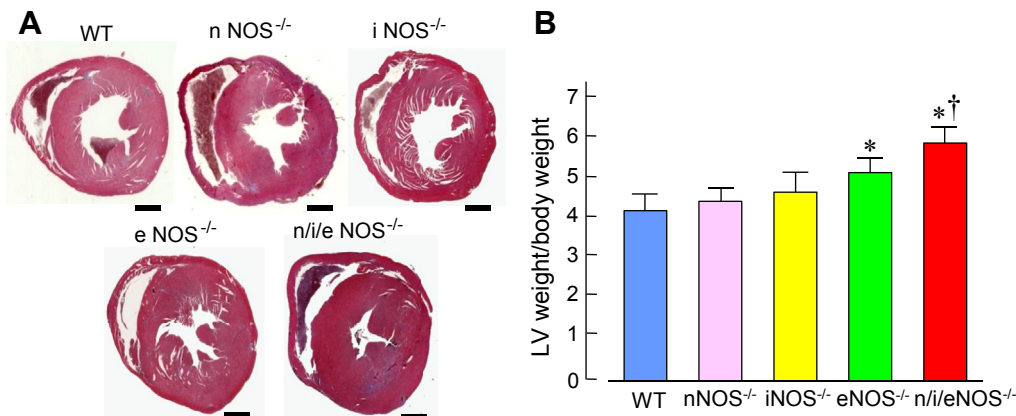 A
WT
n NOS⁻/⁻
i NOS⁻/⁻
e NOS⁻/⁻
n/i/e NOS⁻/⁻
B
LV weight/body weight
7
6
5
4
3
2
1
0
*
*†
WT
nNOS⁻/⁻
iNOS⁻/⁻
eNOS⁻/⁻
n/i/eNOS⁻/⁻